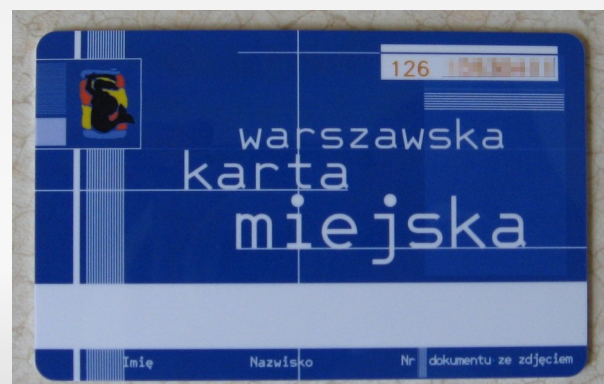 126
warszawska
karta
miejska
Imię Nazwisko Nr dokumentu ze zdjęciem